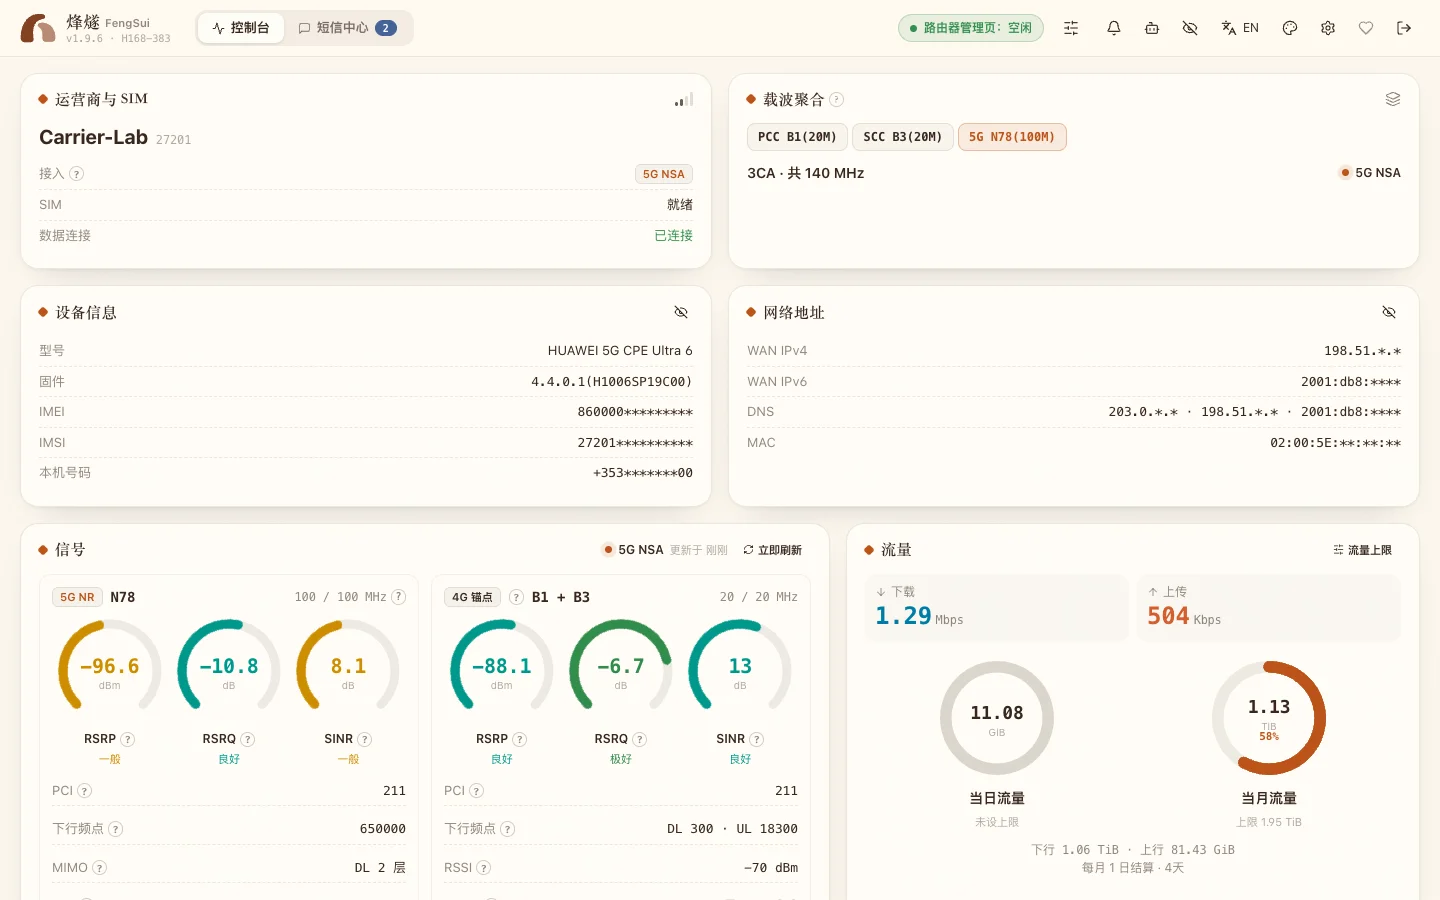 烽燧 FengSui
v1.9.6 · H168-383
控制台
短信中心 2
路由器管理页：空闲
EN
运营商与 SIM
Carrier-Lab 27201
接入 ? 5G NSA
SIM 就绪
数据连接 已连接
载波聚合 ?
PCC B1(20M) SCC B3(20M) 5G N78(100M)
3CA · 共 140 MHz 5G NSA
设备信息
型号 HUAWEI 5G CPE Ultra 6
固件 4.4.0.1(H1006SP19C00)
IMEI 860000*********
IMSI 27201**********
本机号码 +353*******00
网络地址
WAN IPv4 198.51.*.*
WAN IPv6 2001:db8:****
DNS 203.0.*.* · 198.51.*.* · 2001:db8:****
MAC 02:00:5E:**:**:**
信号 5G NSA 更新于 刚刚 立即刷新
5G NR N78 100 / 100 MHz ?
-96.6 dBm
-10.8 dB
8.1 dB
RSRP ? RSRQ ? SINR ?
一般 良好 一般
PCI ? 211
下行频点 ? 650000
MIMO ? DL 2 层
4G 锚点 ? B1 + B3 20 / 20 MHz
-88.1 dBm
-6.7 dB
13 dB
RSRP ? RSRQ ? SINR ?
良好 极好 良好
PCI ? 211
下行频点 ? DL 300 · UL 18300
RSSI ? -70 dBm
流量 流量上限
↓ 下载
1.29 Mbps
↑ 上传
504 Kbps
11.08
GiB
当日流量
未设上限
1.13
TiB
58%
当月流量
上限 1.95 TiB
下行 1.06 TiB · 上行 81.43 GiB
每月 1 日结算 · 4天